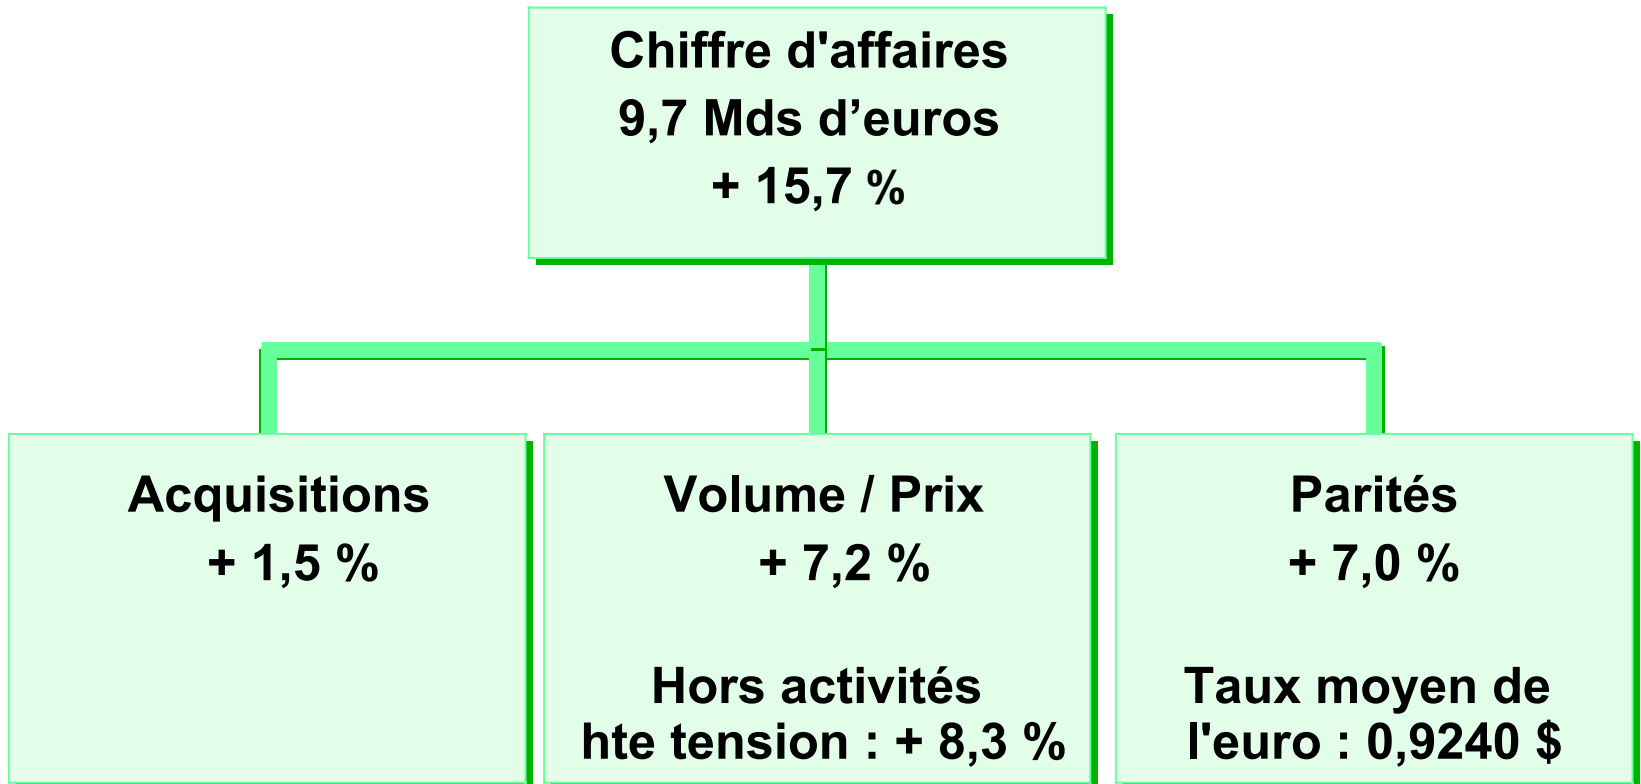 Chiffre d'affaires
9,7 Mds d’euros
+ 15,7 %
Acquisitions
+ 1,5 %
Volume / Prix
+ 7,2 %
Hors activités
hte tension : + 8,3 %
Parités
+ 7,0 %
Taux moyen de
l'euro : 0,9240 $